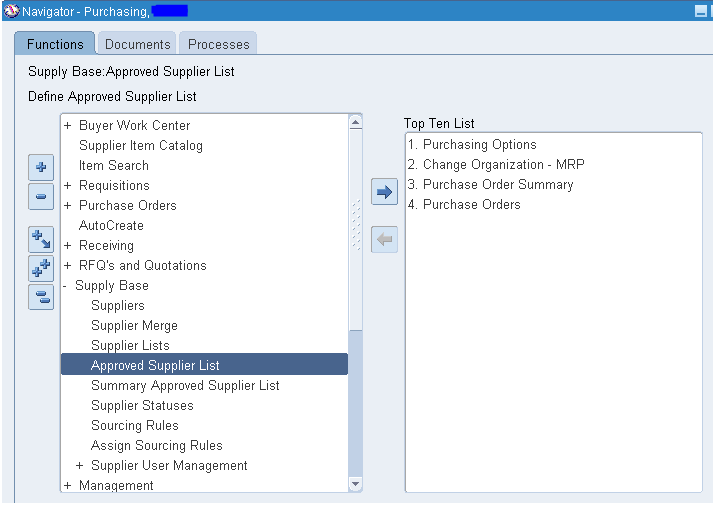 Navigator - Purchasing,
Functions Documents Processes
Supply Base:Approved Supplier List
Define Approved Supplier List
+ Buyer Work Center
Supplier Item Catalog
Item Search
+ Requisitions
+ Purchase Orders
AutoCreate
+ Receiving
+ RFQ's and Quotations
- Supply Base
Suppliers
Supplier Merge
Supplier Lists
Approved Supplier List
Summary Approved Supplier List
Supplier Statuses
Sourcing Rules
Assign Sourcing Rules
+ Supplier User Management
+ Management
Top Ten List
1. Purchasing Options
2. Change Organization - MRP
3. Purchase Order Summary
4. Purchase Orders